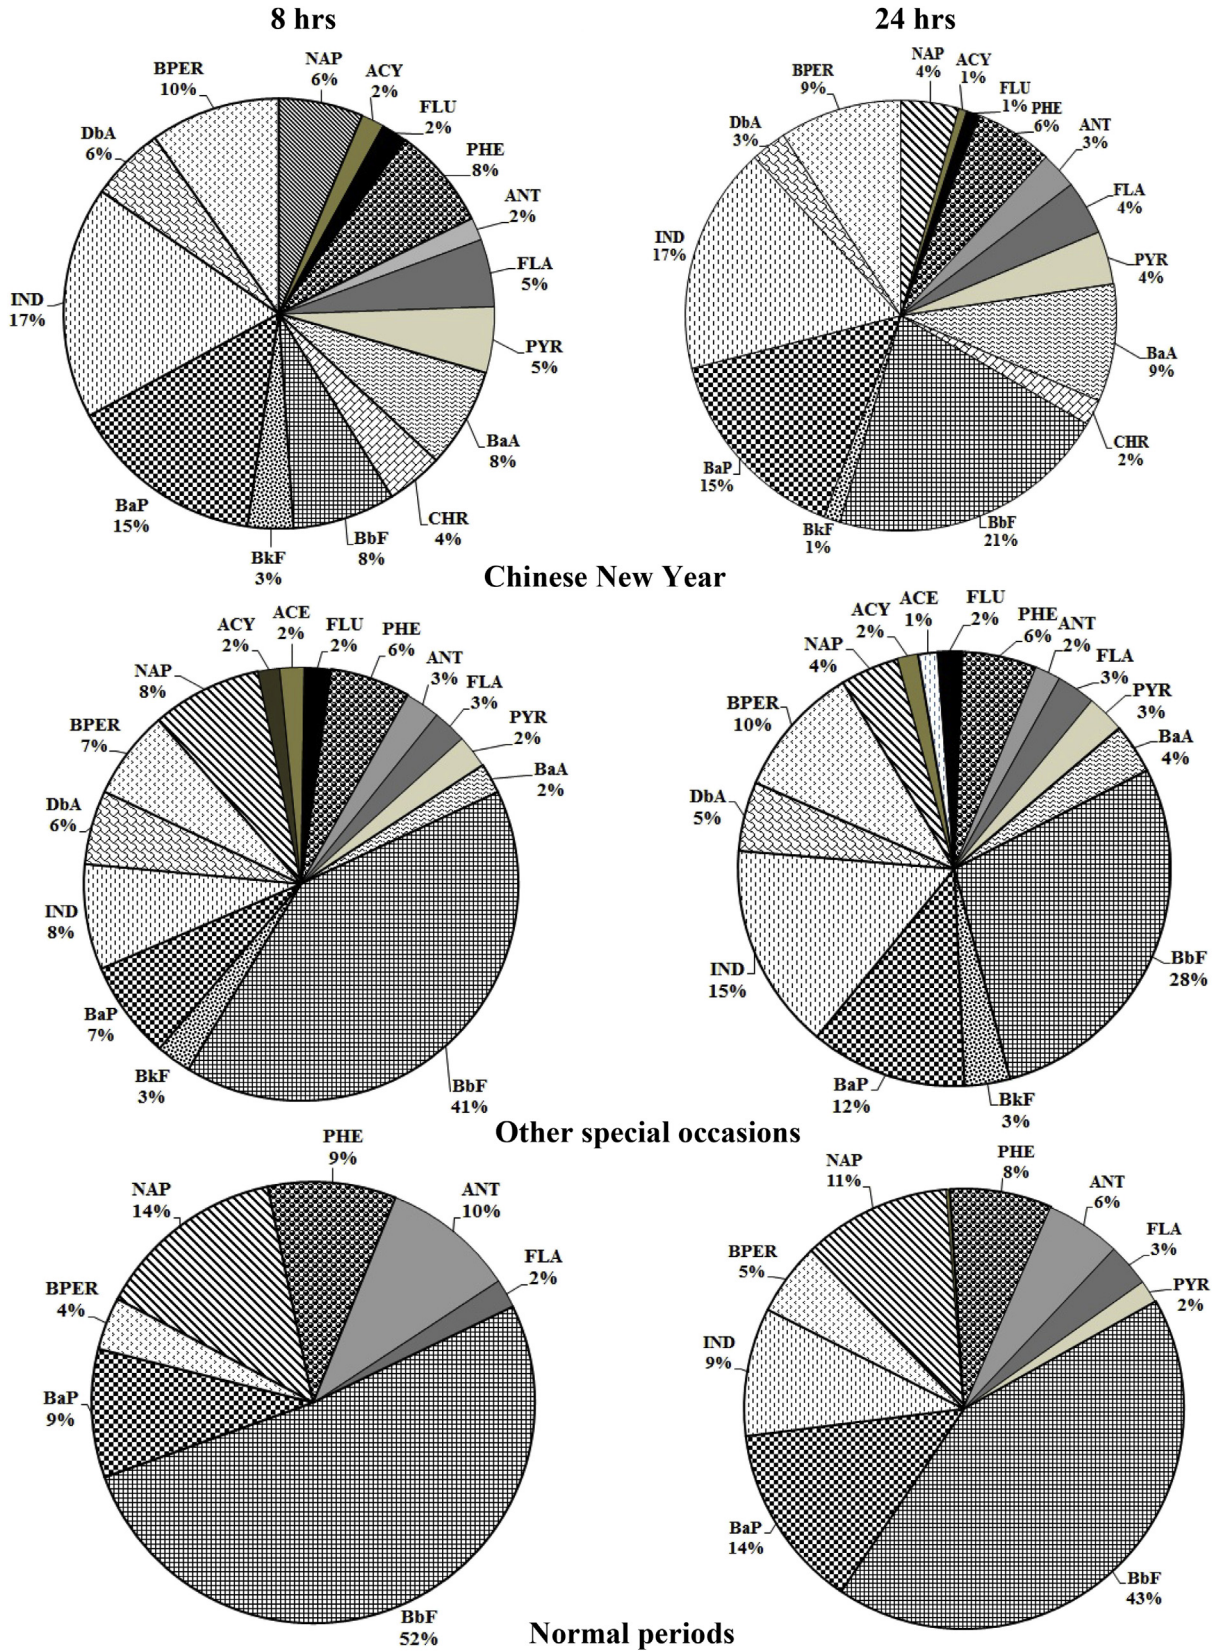 8 hrs
24 hrs
NAP
6%
ACY
2%
FLU
2%
PHE
8%
ANT
2%
FLA
5%
PYR
5%
BaA
8%
CHR
4%
BbF
8%
BkF
3%
BaP
15%
IND
17%
DbA
6%
BPER
10%
NAP
4%
ACY
1%
FLU
1%
PHE
6%
ANT
3%
FLA
4%
PYR
4%
BaA
9%
CHR
2%
BbF
21%
BkF
1%
BaP
15%
IND
17%
DbA
3%
BPER
9%
Chinese New Year
ACY
2%
ACE
2%
FLU
2%
PHE
6%
ANT
3%
FLA
3%
PYR
2%
BaA
2%
BbF
41%
BkF
3%
BaP
7%
IND
8%
DbA
6%
BPER
7%
NAP
8%
ACY
2%
ACE
1%
FLU
2%
PHE
6%
ANT
2%
FLA
3%
PYR
3%
BaA
4%
BbF
28%
BkF
3%
BaP
12%
IND
15%
DbA
5%
BPER
10%
NAP
4%
Other special occasions
PHE
9%
ANT
10%
FLA
2%
BbF
52%
BaP
9%
BPER
4%
NAP
14%
PHE
8%
ANT
6%
FLA
3%
PYR
2%
BbF
43%
BaP
14%
IND
9%
BPER
5%
NAP
11%
Normal periods